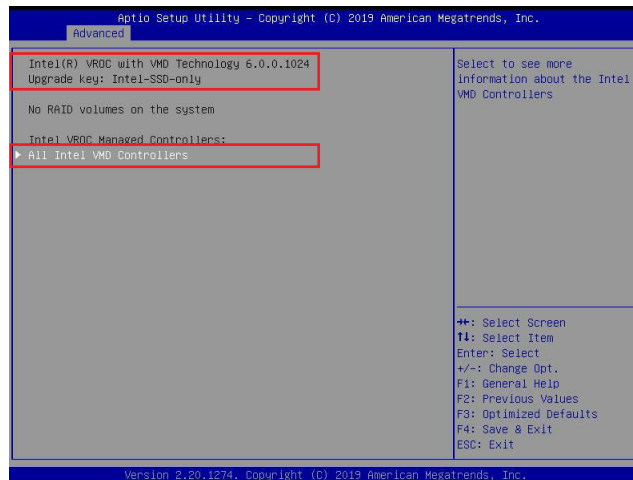 Aptio Setup Utility – Copyright (C) 2019 American Megatrends, Inc.
Advanced
Intel(R) VROC with VMD Technology 6.0.0.1024
Upgrade key: Intel-SSD-only
No RAID volumes on the system
Intel VROC Managed Controllers:
▶ All Intel VMD Controllers
Select to see more
information about the Intel
VMD Controllers
→←: Select Screen
↑↓: Select Item
Enter: Select
+/-: Change Opt.
F1: General Help
F2: Previous Values
F3: Optimized Defaults
F4: Save & Exit
ESC: Exit
Version 2.20.1274. Copyright (C) 2019 American Megatrends, Inc.